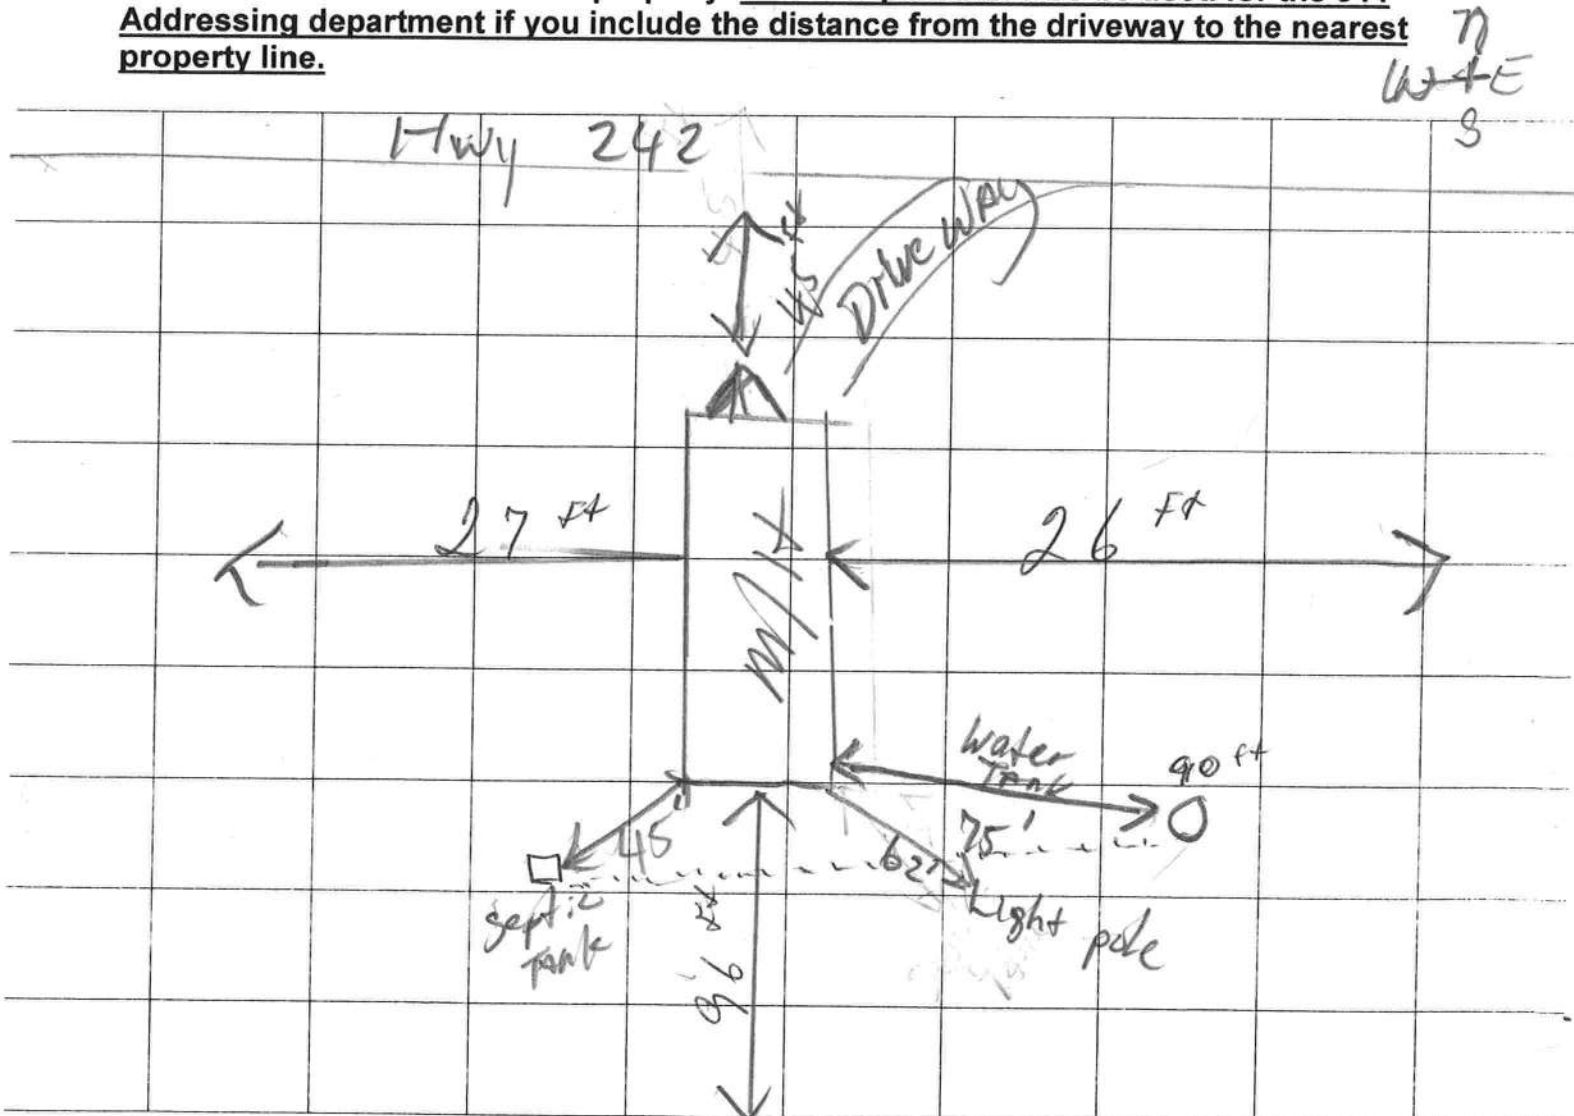 Addressing department if you include the distance from the driveway to the nearest
property line.
n
W E
S
Hwy 242
45 ft
45
Drive WAY
27 ft
26 ft
M/H
Water
TANK
90 ft
45'
75'
62'
Septic
TANK
Light pole
96 ft